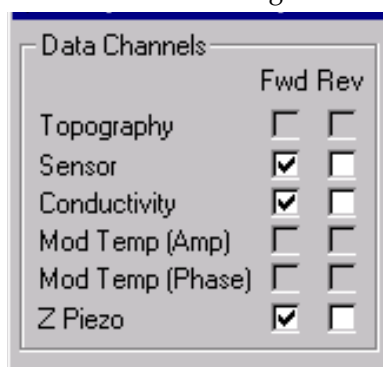 Data Channels
Fwd Rev
Topography
Sensor
Conductivity
Mod Temp (Amp)
Mod Temp (Phase)
Z Piezo